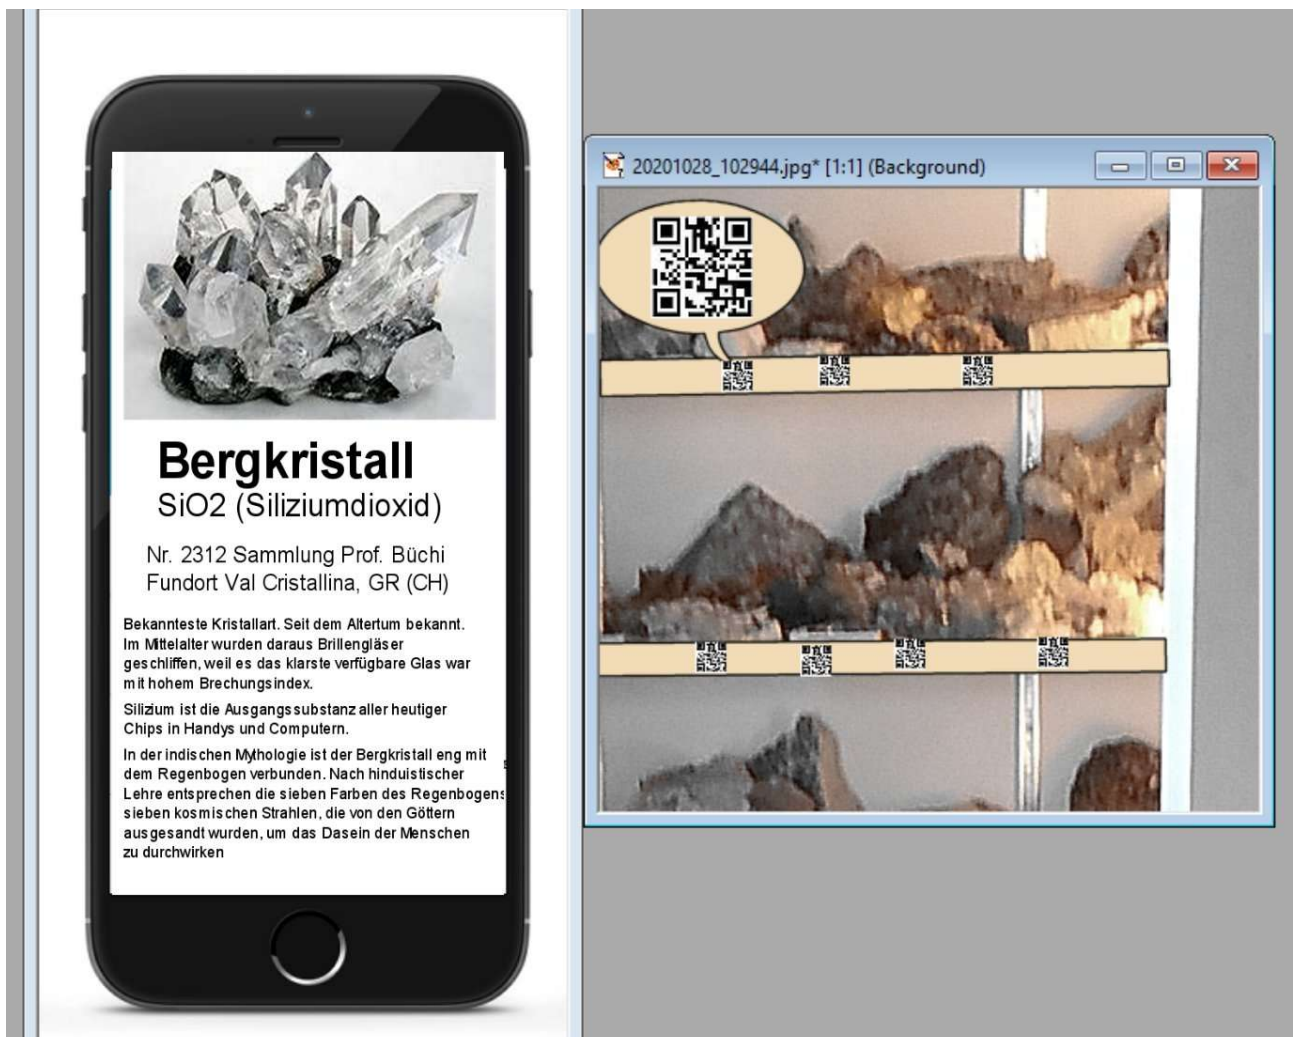 Bergkristall
SiO2 (Siliziumdioxid)
Nr. 2312 Sammlung Prof. Büchi
Fundort Val Cristallina, GR (CH)
Bekannteste Kristallart. Seit dem Altertum bekannt.
Im Mittelalter wurden daraus Brillengläser
geschliffen, weil es das klarste verfügbare Glas war
mit hohem Brechungsindex.
Silizium ist die Ausgangssubstanz aller heutiger
Chips in Handys und Computern.
In der indischen Mythologie ist der Bergkristall eng mit
dem Regenbogen verbunden. Nach hinduistischer
Lehre entsprechen die sieben Farben des Regenbogens
sieben kosmischen Strahlen, die von den Göttern
ausgesandt wurden, um das Dasein der Menschen
zu durchwirken
20201028_102944.jpg* [1:1] (Background)